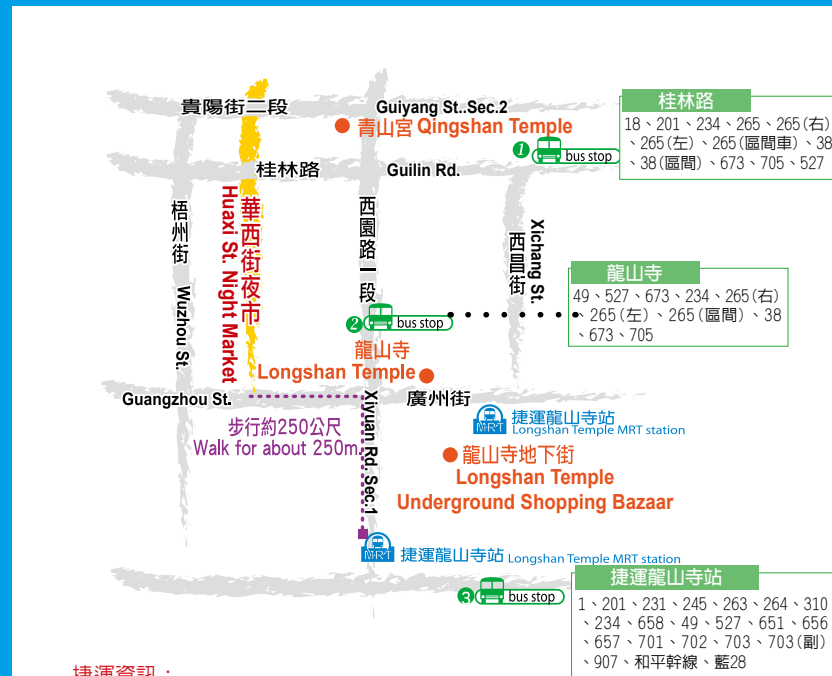 貴陽街二段
Guiyang St..Sec.2
青山宮 Qingshan Temple
桂林路
18、201、234、265、265(右)
、265(左)、265(區間車)、38
、38(區間)、673、705、527
1
bus stop
桂林路
Guilin Rd.
梧州街
Wuzhou St.
華西街夜市
Huaxi St. Night Market
西園路一段
Xichang St.
西昌街
龍山寺
49、527、673、234、265(右)
、265(左)、265(區間)、38
、673、705
2
bus stop
龍山寺
Longshan Temple
Guangzhou St.
廣州街
Xiyuan Rd. Sec.1
步行約250公尺
Walk for about 250m.
MRT
捷運龍山寺站
Longshan Temple MRT station
龍山寺地下街
Longshan Temple
Underground Shopping Bazaar
MRT
捷運龍山寺站 Longshan Temple MRT station
3
bus stop
捷運龍山寺站
1、201、231、245、263、264、310
、234、658、49、527、651、656
、657、701、702、703、703(副)
、907、和平幹線、藍28
捷運資訊：